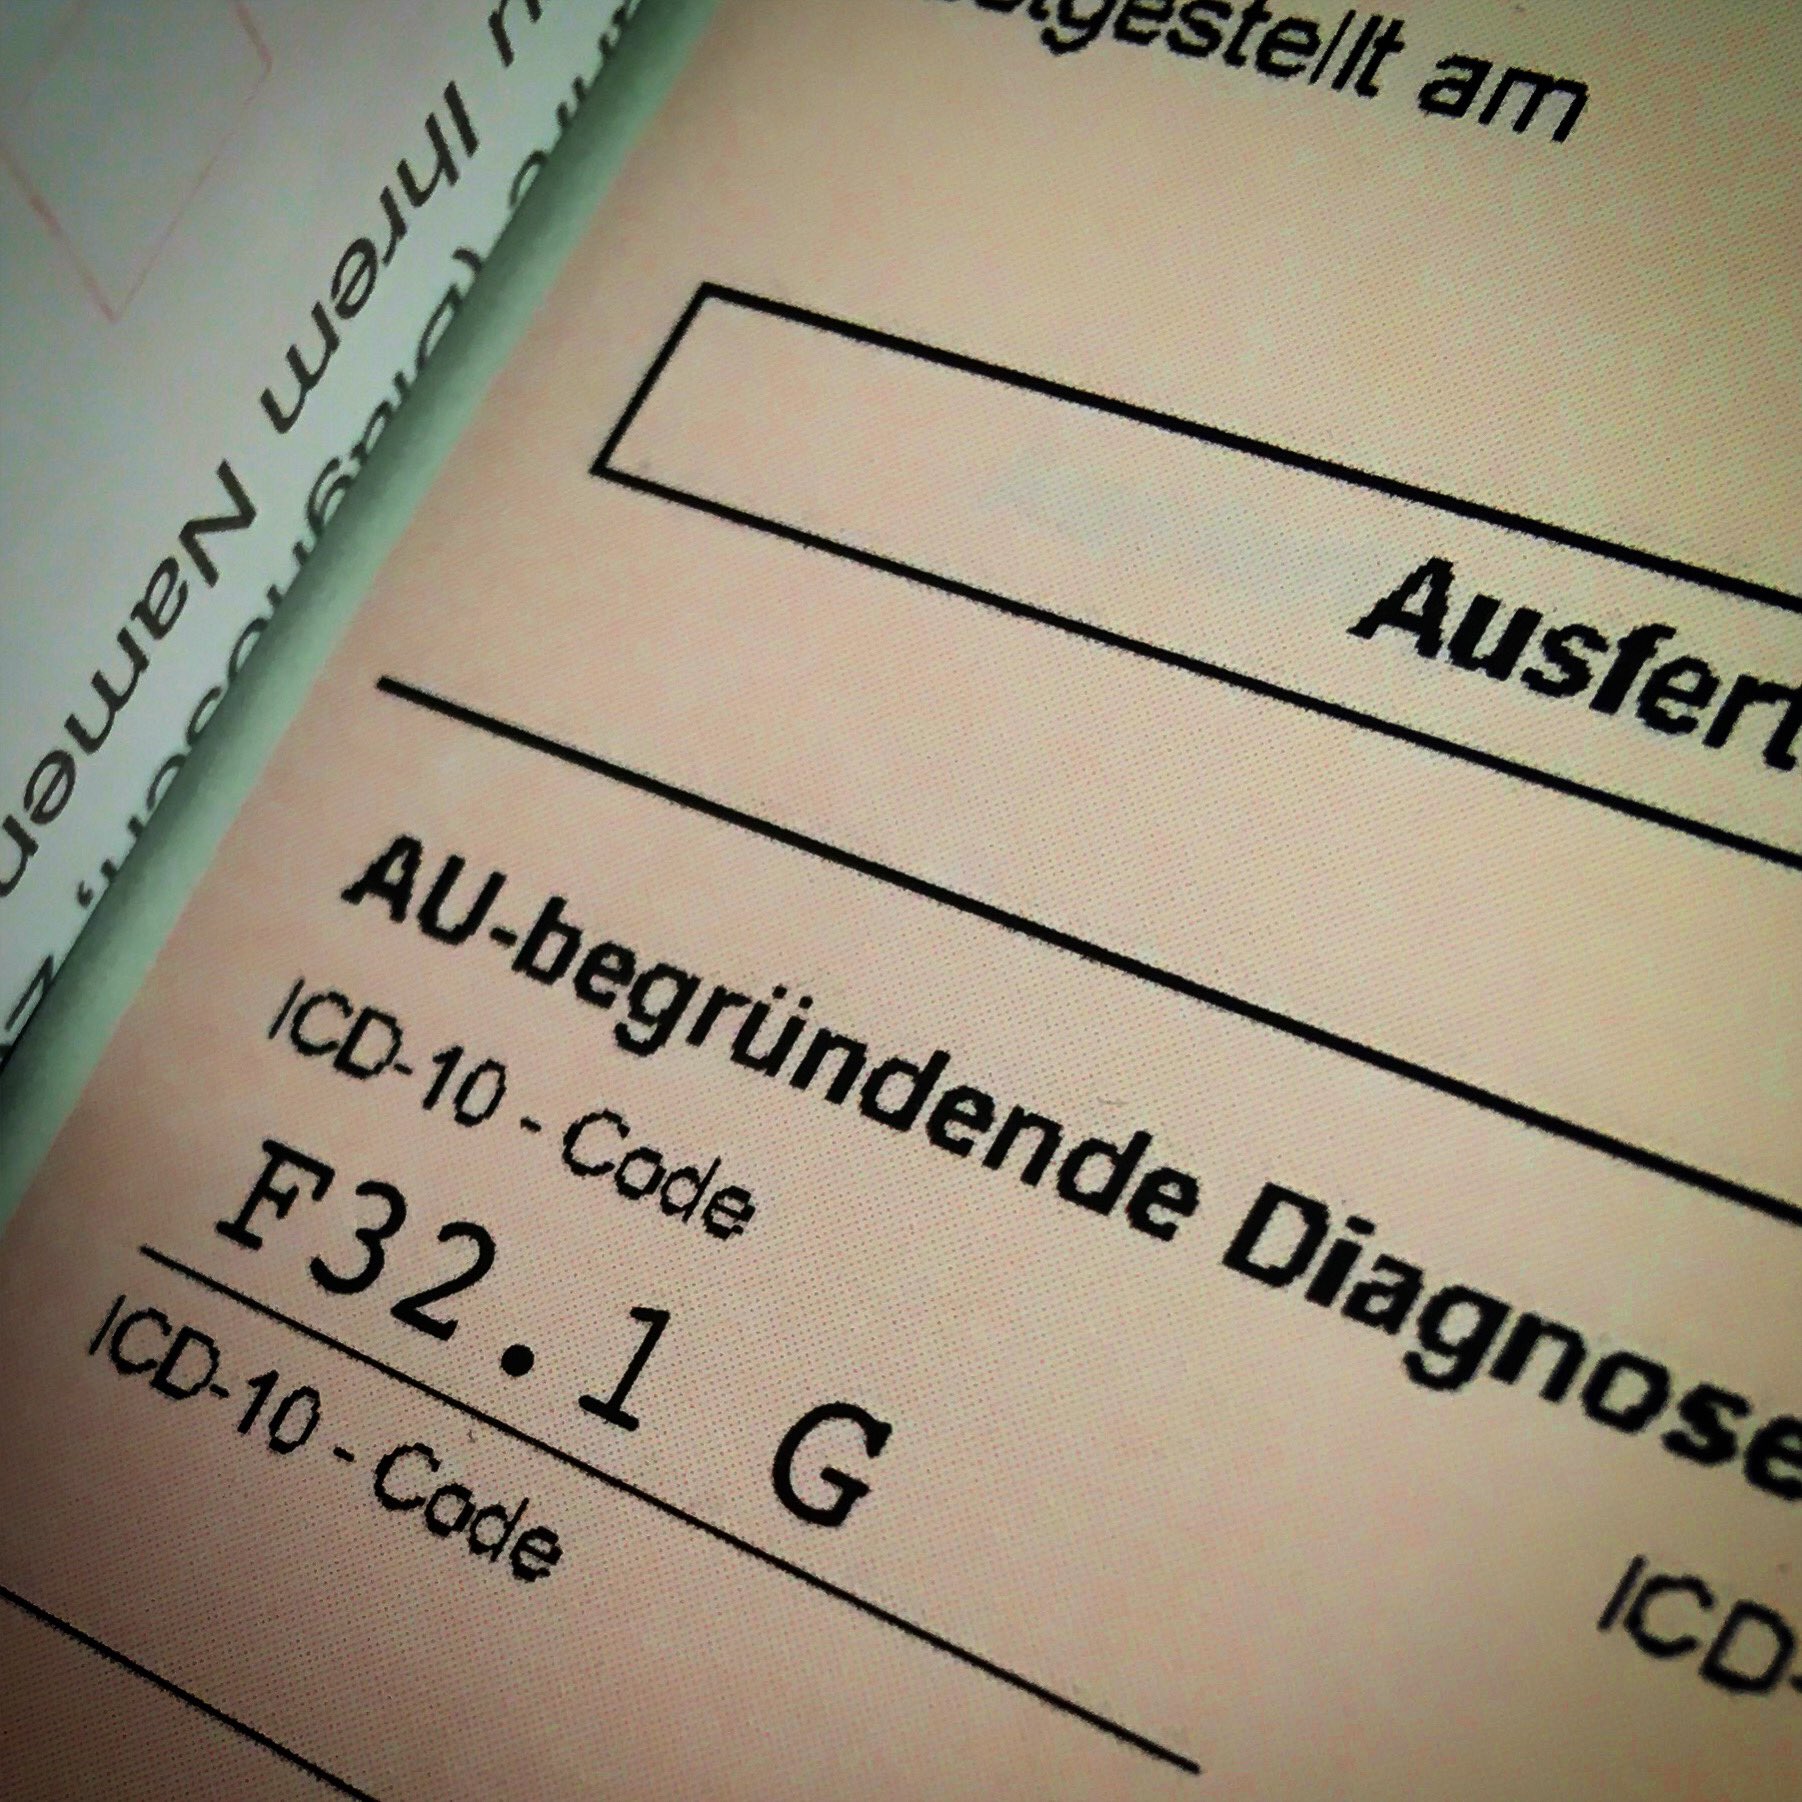 gestellt am
Ausfert
AU-begründende Diagnose
ICD-10 - Code
F32.1 G
ICD-10 - Code
ICD-
Ihrem Namen